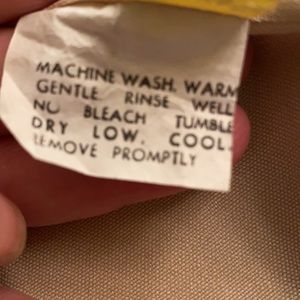 MACHINE WASH. WARM
GENTLE RINSE WELL
NO BLEACH TUMBLE
DRY LOW. COOL.
REMOVE PROMPTLY